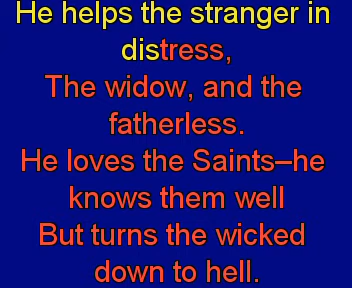 He helps the stranger in
distress,
The widow, and the
fatherless.
He loves the Saints–he
knows them well
But turns the wicked
down to hell.